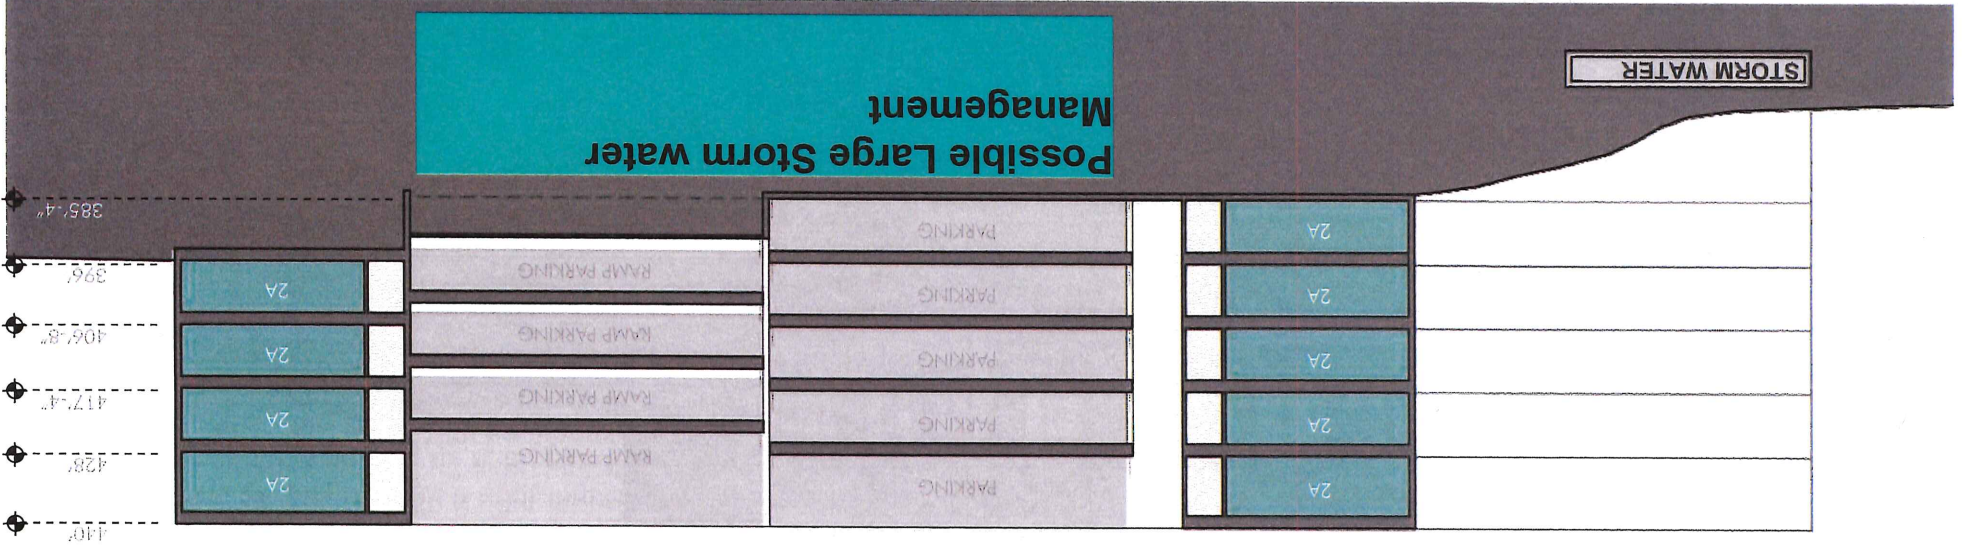 440'
2A
PARKING
RAMP PARKING
2A
428'
2A
PARKING
RAMP PARKING
2A
417'-4"
2A
PARKING
RAMP PARKING
2A
406'-8"
2A
PARKING
RAMP PARKING
2A
396'
2A
PARKING
385'-4"
Possible Large Storm water
Management
STORM WATER